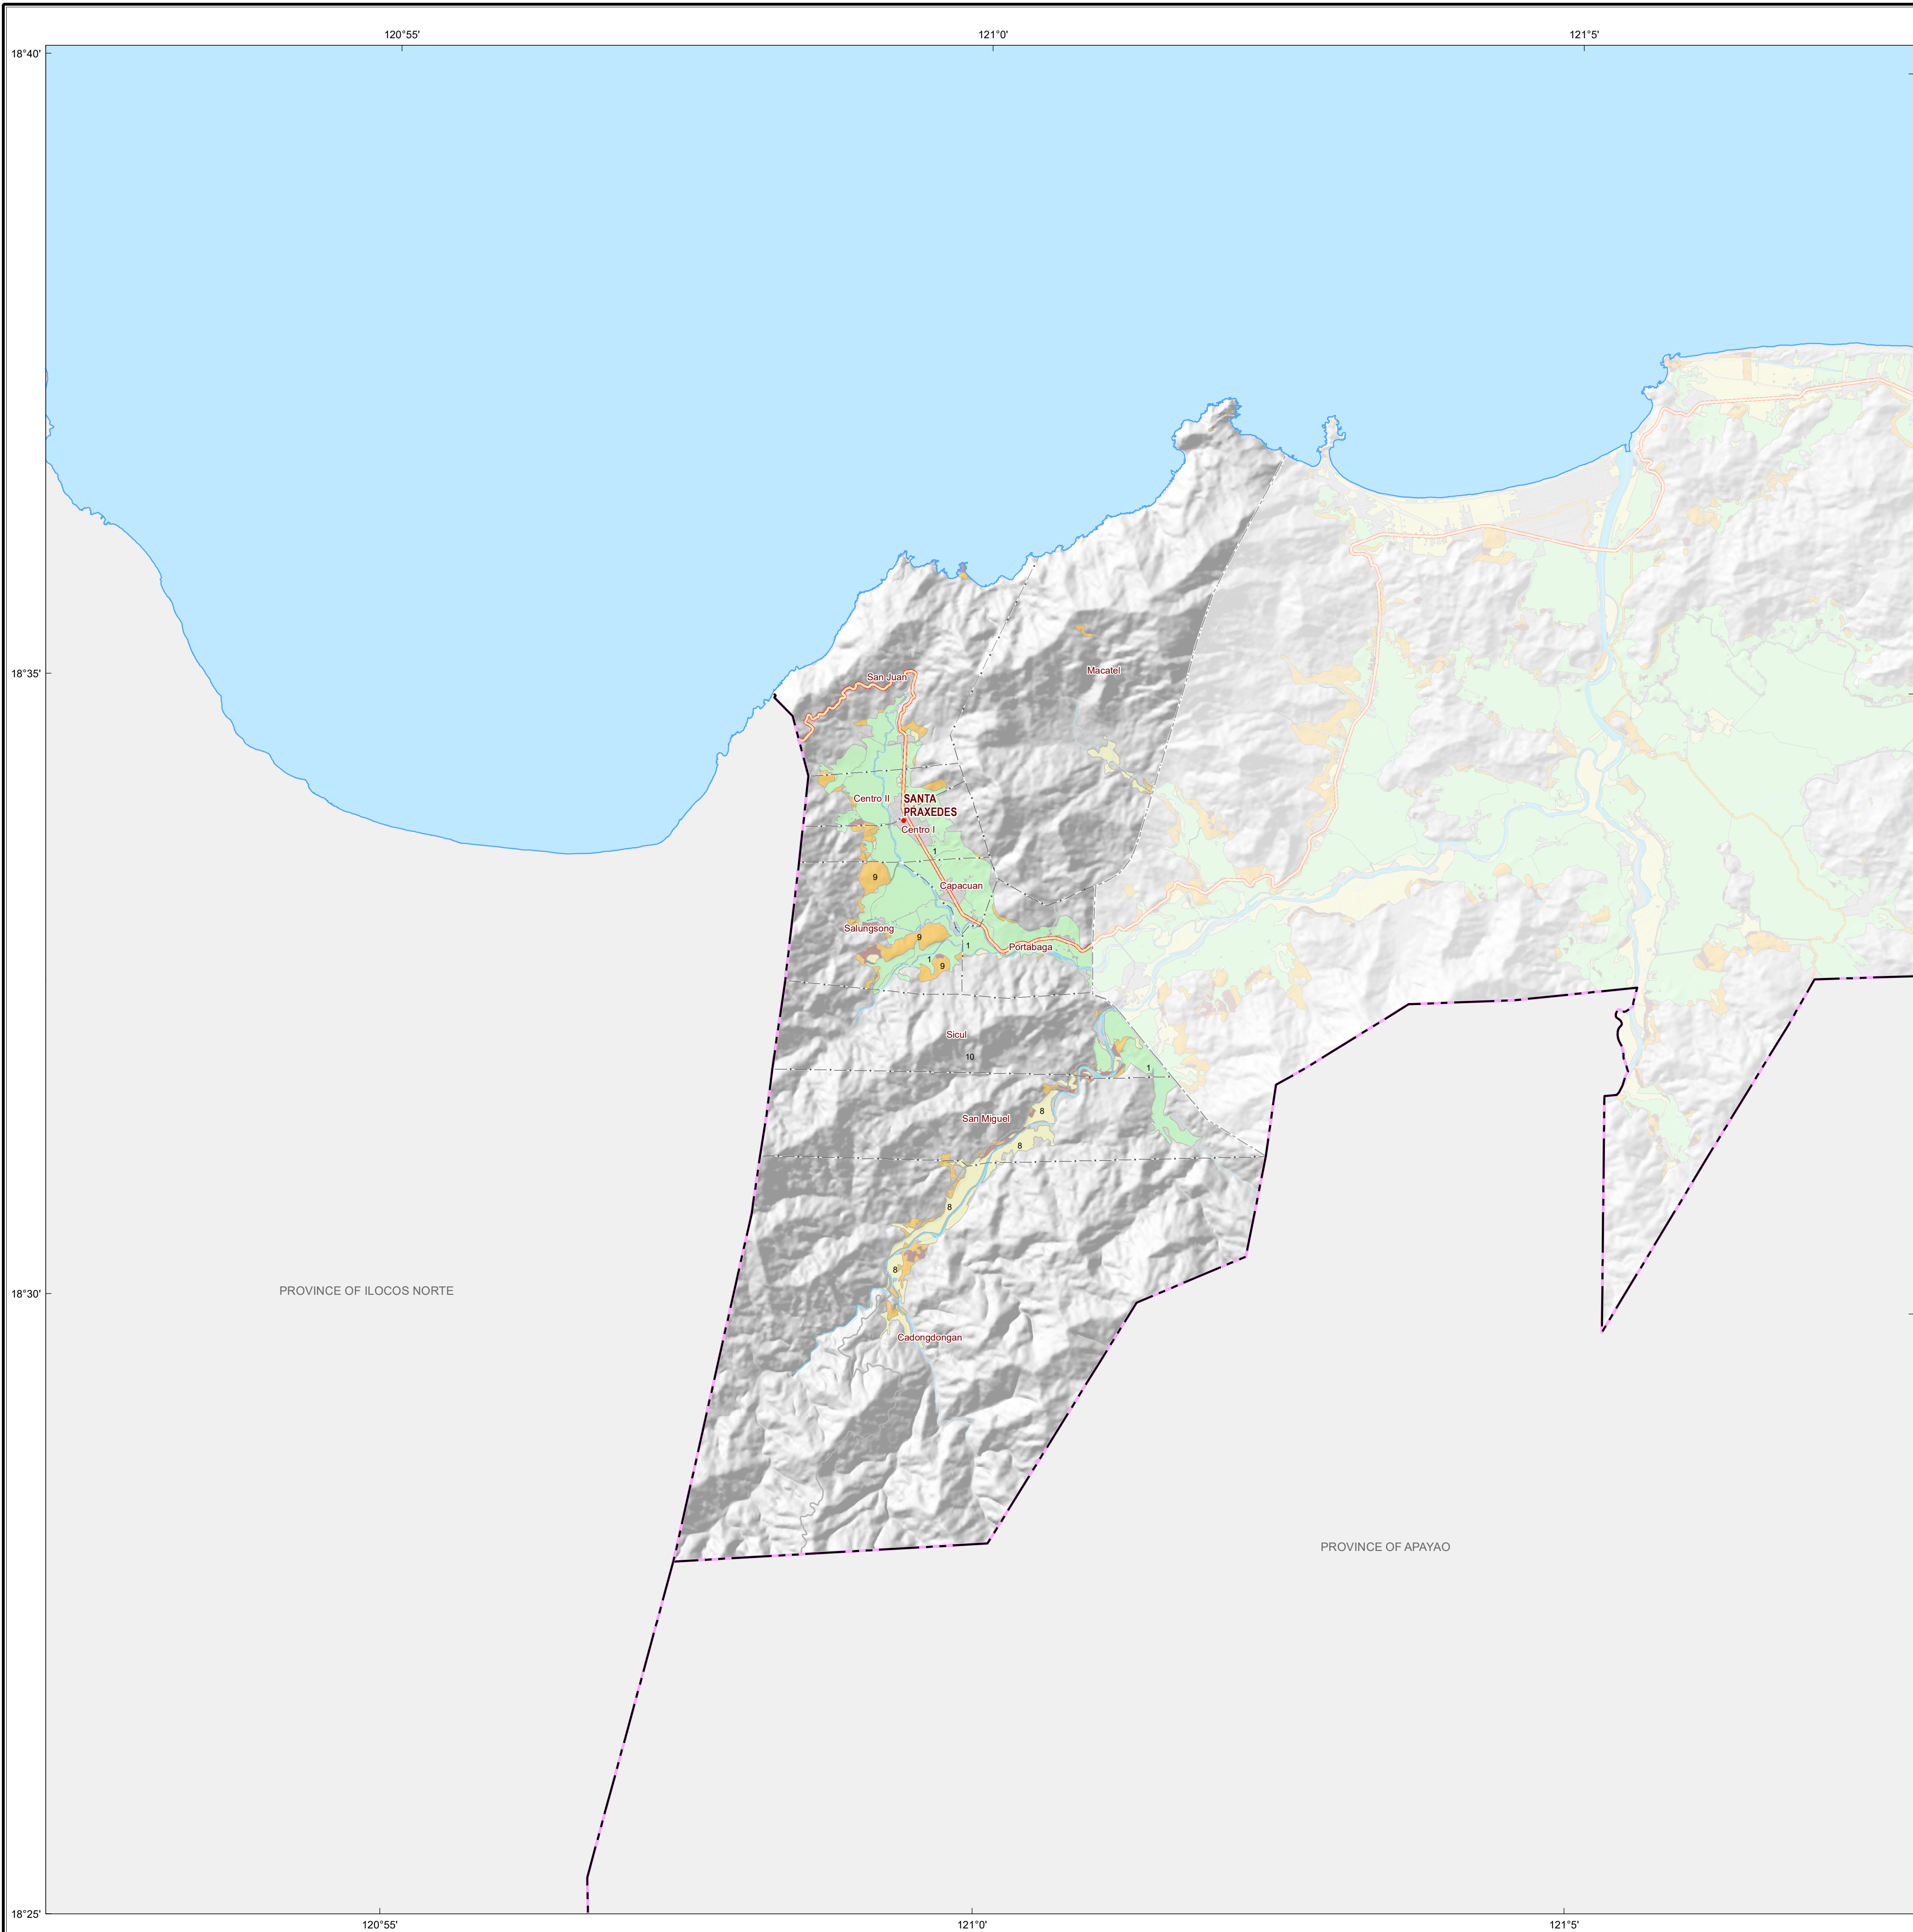 120°55'
121°0'
121°5'
18°40'
18°35'
Macatel
San Juan
Centro II
SANTA
PRAXEDES
Centro I
1
9
Capacuan
Salungsong
9
1
Portabaga
1
9
Sicul
10
1
8
San Miguel
8
8
8
18°30'
PROVINCE OF ILOCOS NORTE
Cadongdongan
PROVINCE OF APAYAO
18°25'
120°55'
121°0'
121°5'